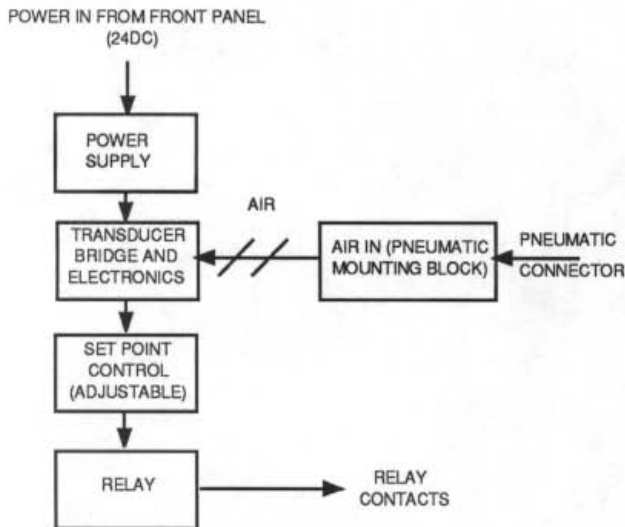 POWER IN FROM FRONT PANEL
(24DC)
POWER
SUPPLY
AIR
TRANSDUCER
BRIDGE AND
ELECTRONICS
AIR IN (PNEUMATIC
MOUNTING BLOCK)
PNEUMATIC
CONNECTOR
SET POINT
CONTROL
(ADJUSTABLE)
RELAY
RELAY
CONTACTS